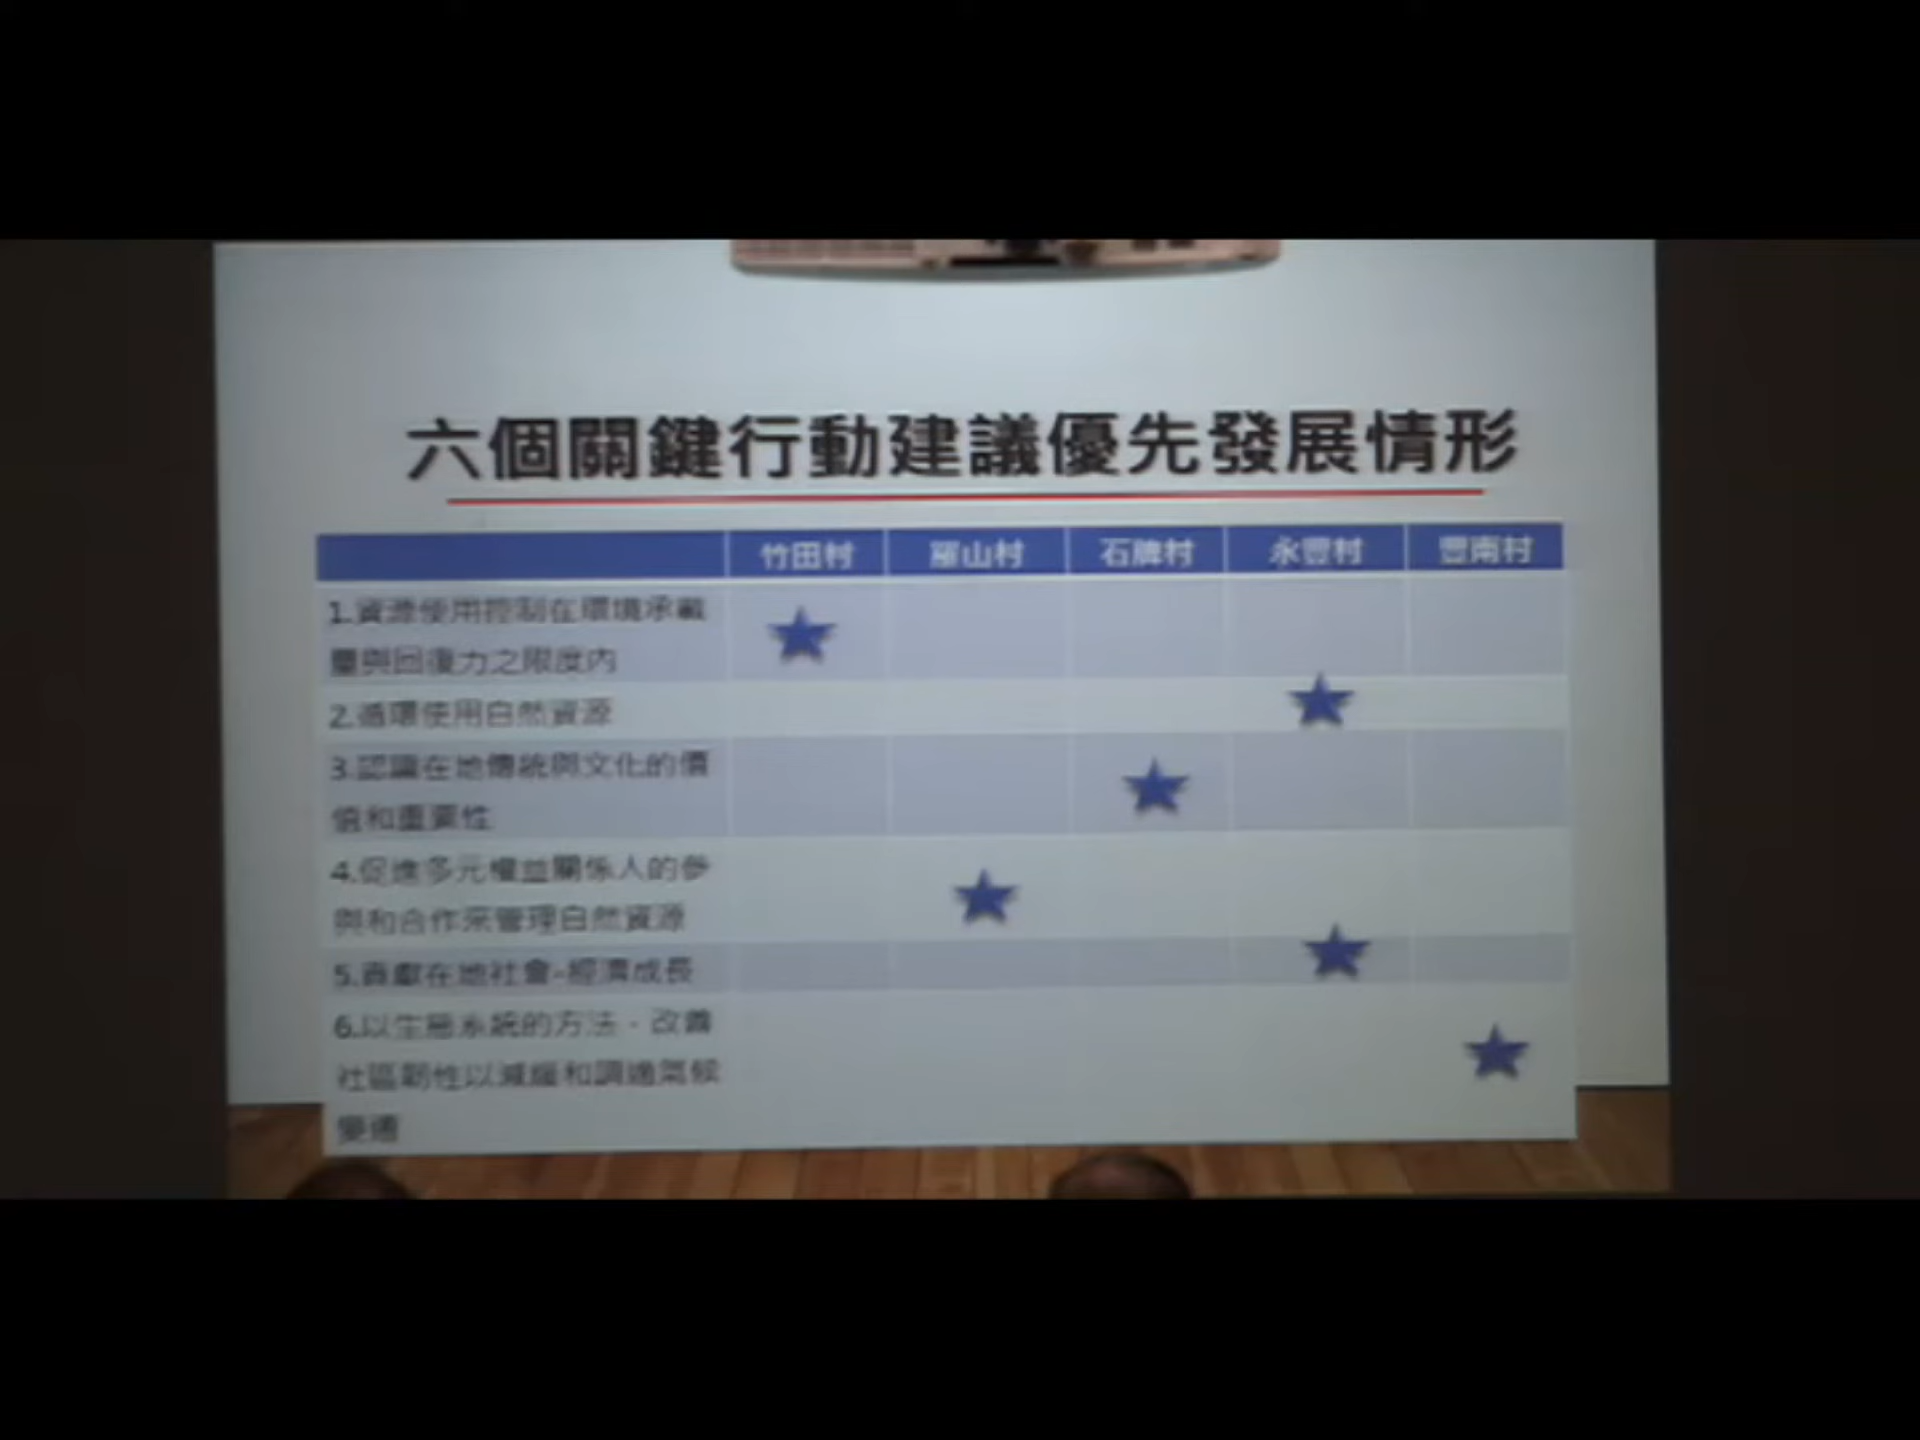 六個關鍵行動建議優先發展情形
竹田村 羅山村 石牌村 永豐村 豐南村
1.資源使用控制在環境承載
量與回復力之限度內
2.循環使用自然資源
3.認識在地傳統與文化的價
值和重要性
4.促進多元權益關係人的參
與和合作來管理自然資源
5.貢獻在地社會-經濟成長
6.以生態系統的方法，改善
社區韌性以減緩和調適氣候
變遷